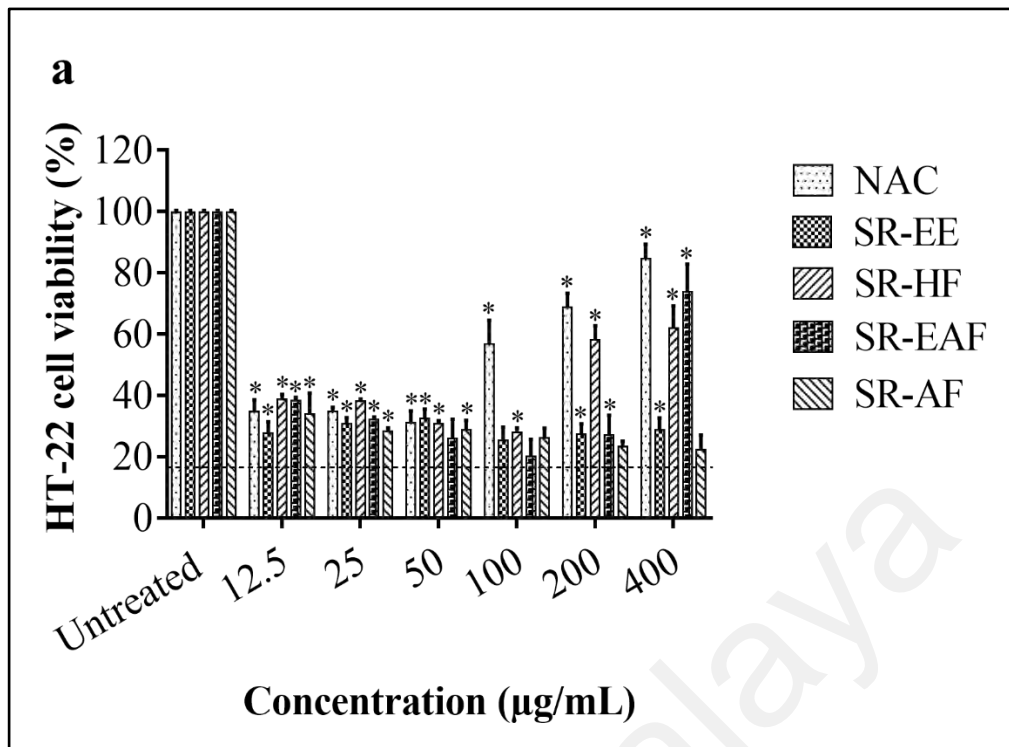 a
HT-22 cell viability (%)
120
100
80
60
40
20
0
* * * * *
* * * * *
* * * *
* *
* * * *
* * * *
Untreated 12.5 25 50 100 200 400
Concentration (µg/mL)
NAC
SR-EE
SR-HF
SR-EAF
SR-AF
alaya